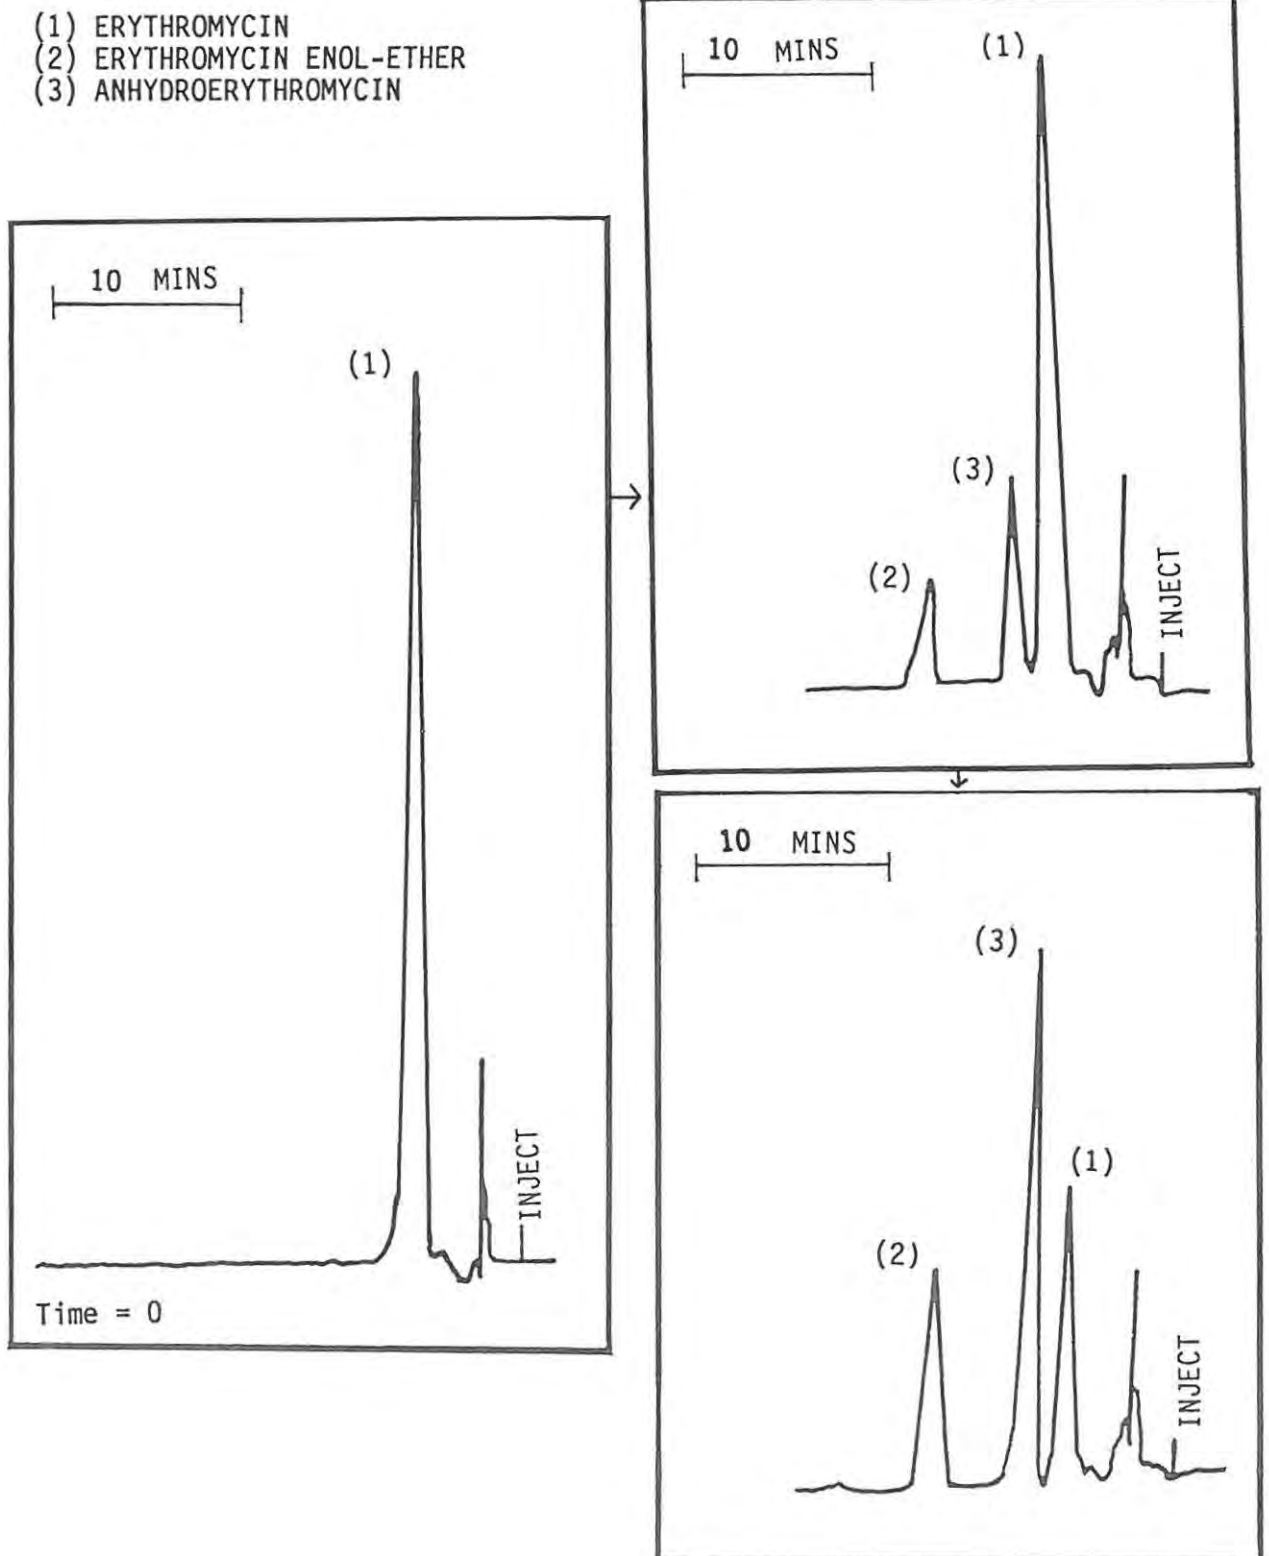 (1) ERYTHROMYCIN
(2) ERYTHROMYCIN ENOL-ETHER
(3) ANHYDROERYTHROMYCIN
10 MINS
(1)
INJECT
Time = 0
10 MINS
(1)
(3)
(2)
INJECT
10 MINS
(3)
(1)
(2)
INJECT